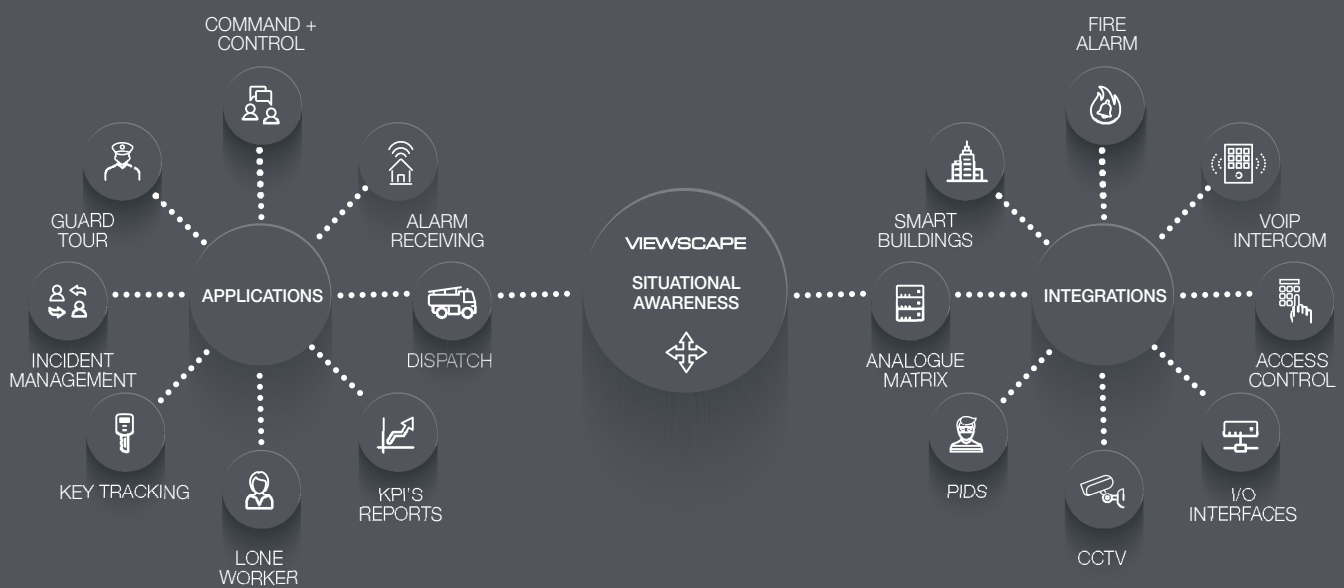 COMMAND +
CONTROL
GUARD
TOUR
ALARM
RECEIVING
APPLICATIONS
INCIDENT
MANAGEMENT
DISPATCH
KEY TRACKING
KPI'S
REPORTS
LONE
WORKER
VIEWSCAPE
SITUATIONAL
AWARENESS
FIRE
ALARM
SMART
BUILDINGS
VOIP
INTERCOM
INTEGRATIONS
ANALOGUE
MATRIX
ACCESS
CONTROL
PIDS
I/O
INTERFACES
CCTV